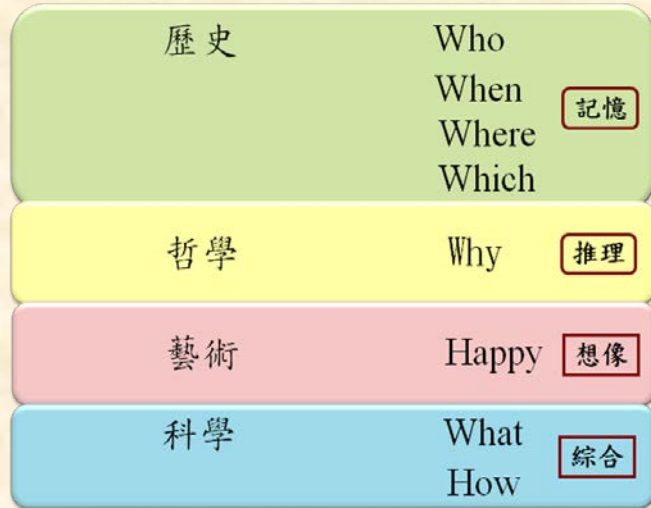 歷史 Who
When
記憶
Where
Which
哲學 Why 推理
藝術 Happy 想像
科學 What
綜合
How